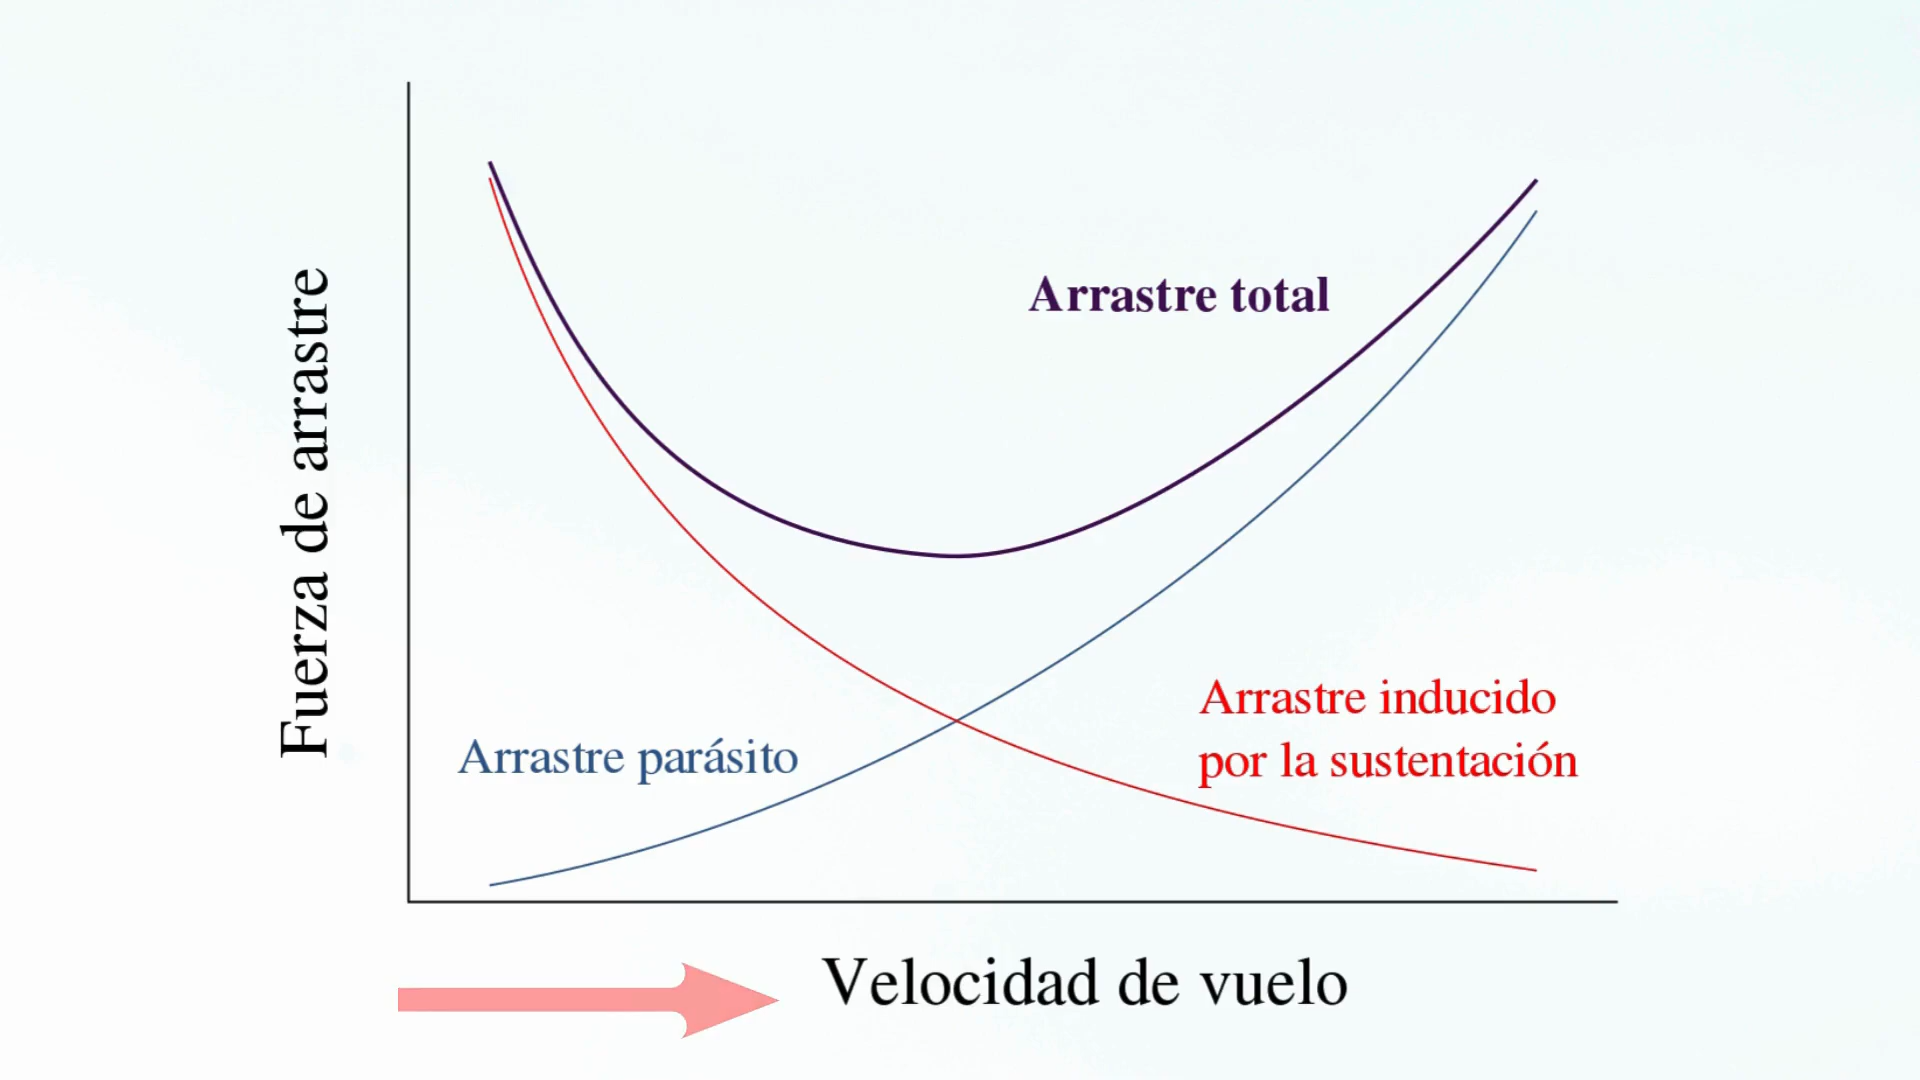 Fuerza de arrastre
Arrastre total
Arrastre parásito
Arrastre inducido
por la sustentación
Velocidad de vuelo